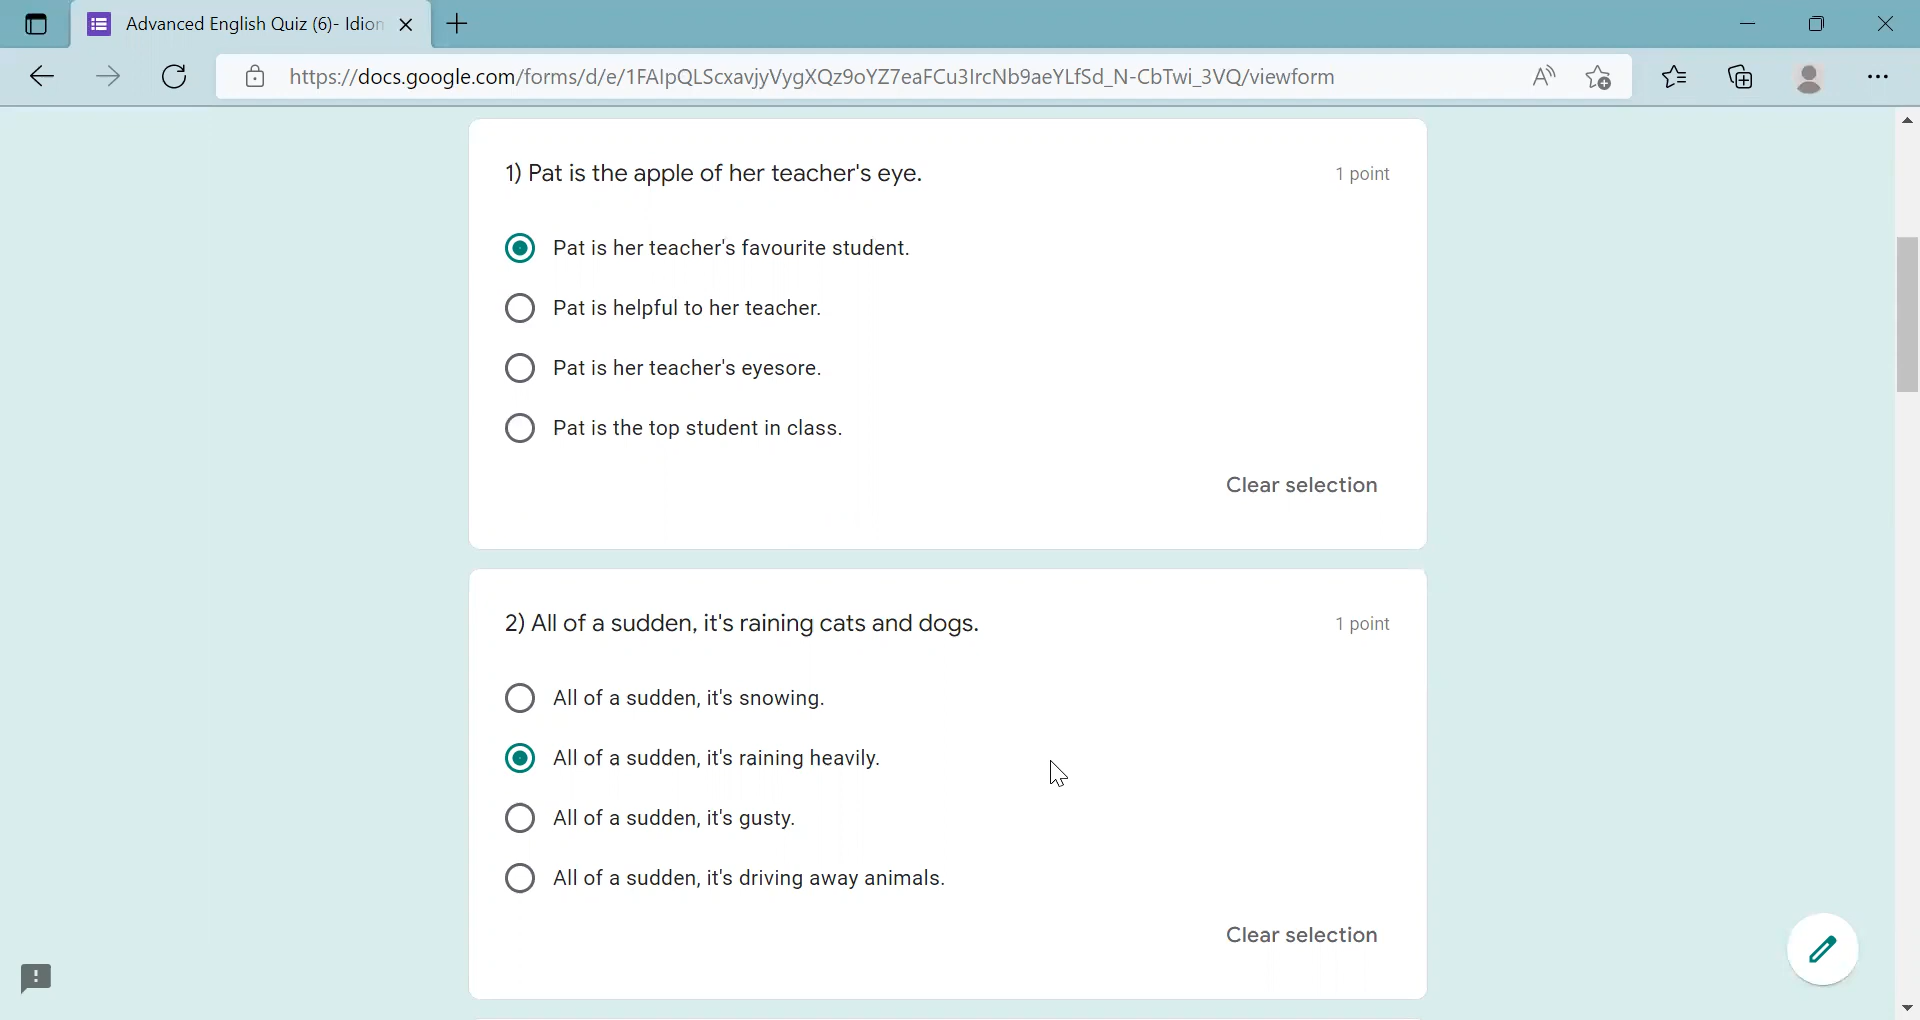 Advanced English Quiz (6)- Idion
https://docs.google.com/forms/d/e/1FAIpQLScxavjyVygXQz9oYZ7eaFCu3IrcNb9aeYLfSd_N-CbTwi_3VQ/viewform
1) Pat is the apple of her teacher's eye.
1 point
Pat is her teacher's favourite student.
Pat is helpful to her teacher.
Pat is her teacher's eyesore.
Pat is the top student in class.
Clear selection
2) All of a sudden, it's raining cats and dogs.
1 point
All of a sudden, it's snowing.
All of a sudden, it's raining heavily.
All of a sudden, it's gusty.
All of a sudden, it's driving away animals.
Clear selection